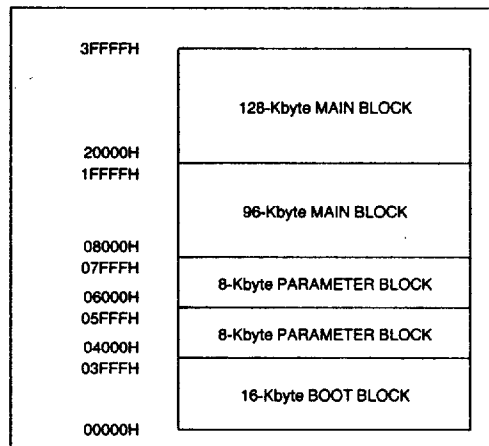 3FFFFH
128-Kbyte MAIN BLOCK
20000H
1FFFFH
96-Kbyte MAIN BLOCK
08000H
07FFFH
8-Kbyte PARAMETER BLOCK
06000H
05FFFH
8-Kbyte PARAMETER BLOCK
04000H
03FFFH
16-Kbyte BOOT BLOCK
00000H